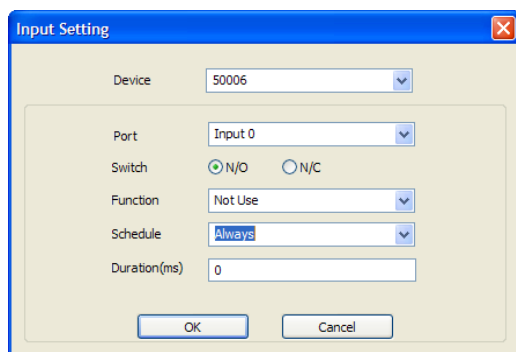 Input Setting
Device 50006
Port Input 0
Switch N/O N/C
Function Not Use
Schedule Always
Duration(ms) 0
OK Cancel